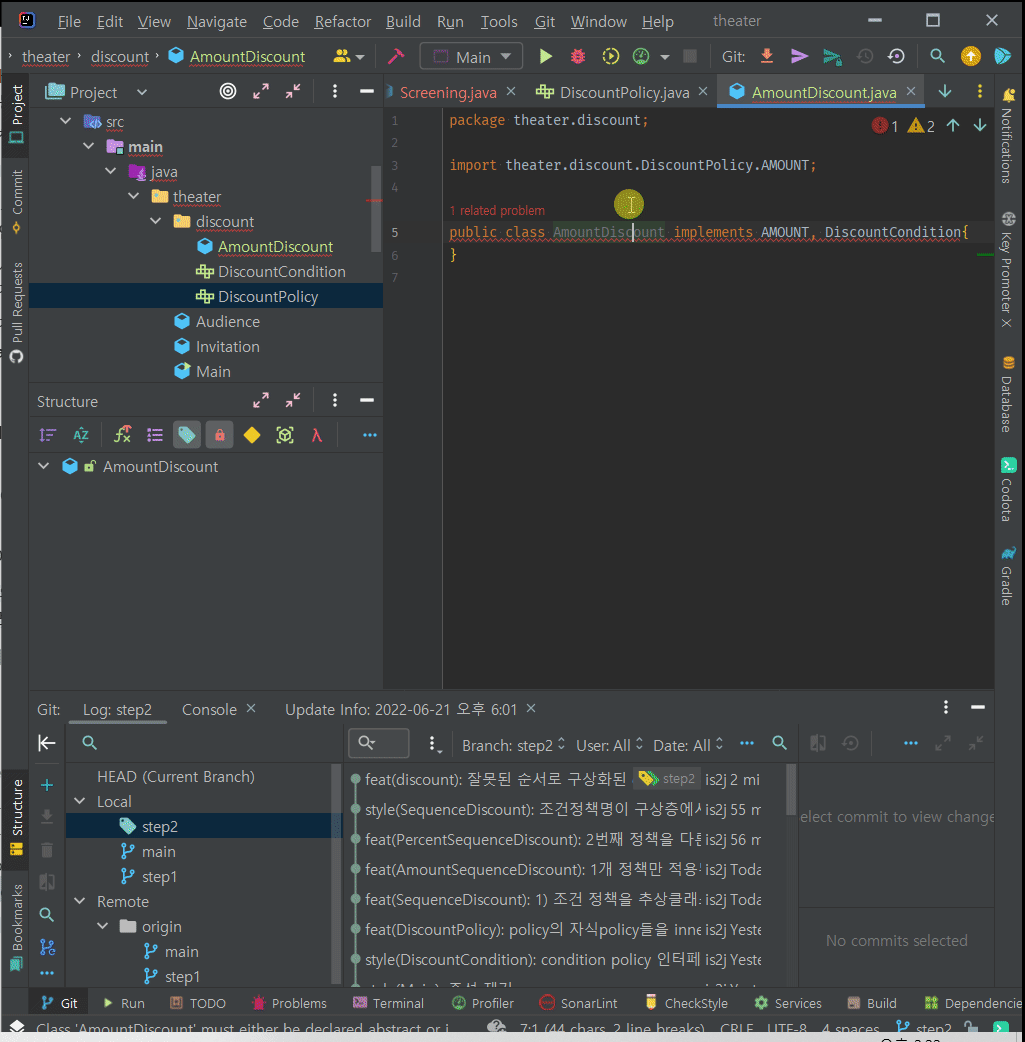 File Edit View Navigate Code Refactor Build Run Tools Git Window Help theater
theater discount AmountDiscount Main Git:
Project
Commit
Pull Requests
Structure
Bookmarks
Project
src
main
java
theater
discount
AmountDiscount
DiscountCondition
DiscountPolicy
Audience
Invitation
Main
Structure
AmountDiscount
Screening.java DiscountPolicy.java AmountDiscount.java
1 package theater.discount;
1 2
2
3 import theater.discount.DiscountPolicy.AMOUNT;
4
1 related problem
5 public class AmountDiscount implements AMOUNT, DiscountCondition{
6 }
7
Notifications
Key Promoter X
Database
Codota
Gradle
Git: Log: step2 Console Update Info: 2022-06-21 오후 6:01
Branch: step2 User: All Date: All
HEAD (Current Branch)
Local
step2
main
step1
Remote
origin
main
step1
feat(discount): 잘못된 순서로 구상화된 step2 is2j 2 mi
style(SequenceDiscount): 조건정책명이 구상층에서 is2j 55 m
feat(PercentSequenceDiscount): 2번째 정책을 다른 is2j 56 m
feat(AmountSequenceDiscount): 1개 정책만 적용 is2j Toda
feat(SequenceDiscount): 1) 조건 정책을 추상클래 is2j Toda
feat(DiscountPolicy): policy의 자식policy들을 inne is2j Yeste
style(DiscountCondition): condition policy 인터페 is2j Yeste
elect commit to view change
No commits selected
Git Run TODO Problems Terminal Profiler SonarLint CheckStyle Services Build Dependencie
Class 'AmountDiscount' must either be declared abstract or i 7:1 (44 chars, 2 line breaks) CRLF UTF-8 4 spaces step2